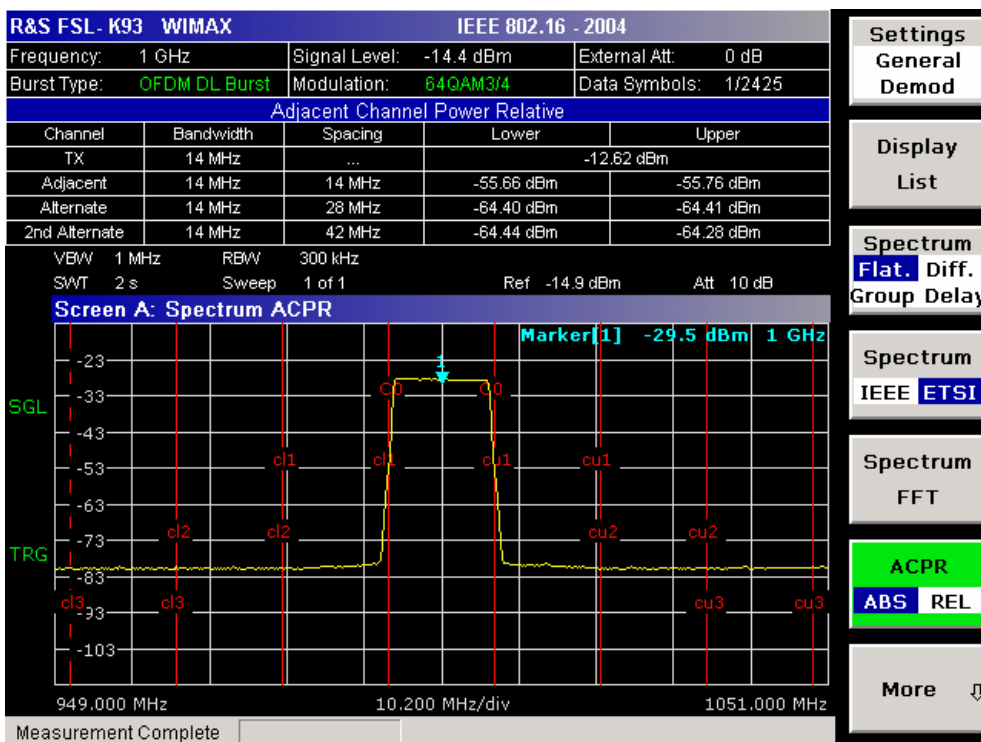 R&S FSL-K93 WIMAX IEEE 802.16 - 2004
Frequency: 1 GHz Signal Level: -14.4 dBm External Att: 0 dB
Burst Type: OFDM DL Burst Modulation: 64QAM3/4 Data Symbols: 1/2425
Adjacent Channel Power Relative
Channel Bandwidth Spacing Lower Upper
TX 14 MHz ... -12.62 dBm
Adjacent 14 MHz 14 MHz -55.66 dBm -55.76 dBm
Alternate 14 MHz 28 MHz -64.40 dBm -64.41 dBm
2nd Alternate 14 MHz 42 MHz -64.44 dBm -64.28 dBm
VBW 1 MHz RBW 300 kHz
SWT 2 s Sweep 1 of 1 Ref -14.9 dBm Att 10 dB
Screen A: Spectrum ACPR
Marker[1] -29.5 dBm 1 GHz
1
-23
C0 C0
-33
SGL
-43
cl1 cl1 cu1 cu1
-53
-63
cl2 cl2 cu2 cu2
-73
TRG
-83
cl3 cl3 cu3 cu3
-93
-103
949.000 MHz 10.200 MHz/div 1051.000 MHz
Measurement Complete
Settings
General
Demod
Display
List
Spectrum
Flat. Diff.
Group Delay
Spectrum
IEEE ETSI
Spectrum
FFT
ACPR
ABS REL
More ⇩